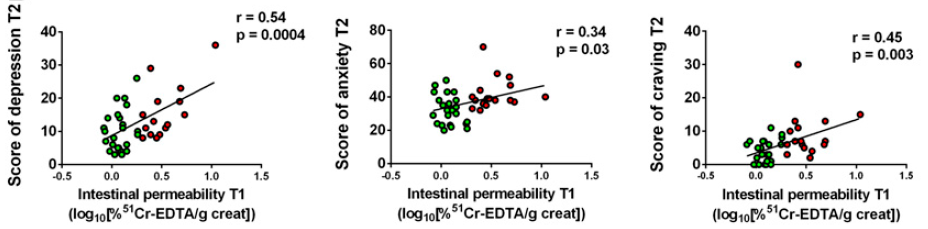 Score of depression T2
40
30
20
10
0
-0.5
0.0
0.5
1.0
1.5
r = 0.54
p = 0.0004
Intestinal permeability T1
(log10[%51Cr-EDTA/g creat])
Score of anxiety T2
80
60
40
20
0
-0.5
0.0
0.5
1.0
1.5
r = 0.34
p = 0.03
Intestinal permeability T1
(log10[%51Cr-EDTA/g creat])
Score of craving T2
40
30
20
10
0
-0.5
0.0
0.5
1.0
1.5
r = 0.45
p = 0.003
Intestinal permeability T1
(log10[%51Cr-EDTA/g creat])